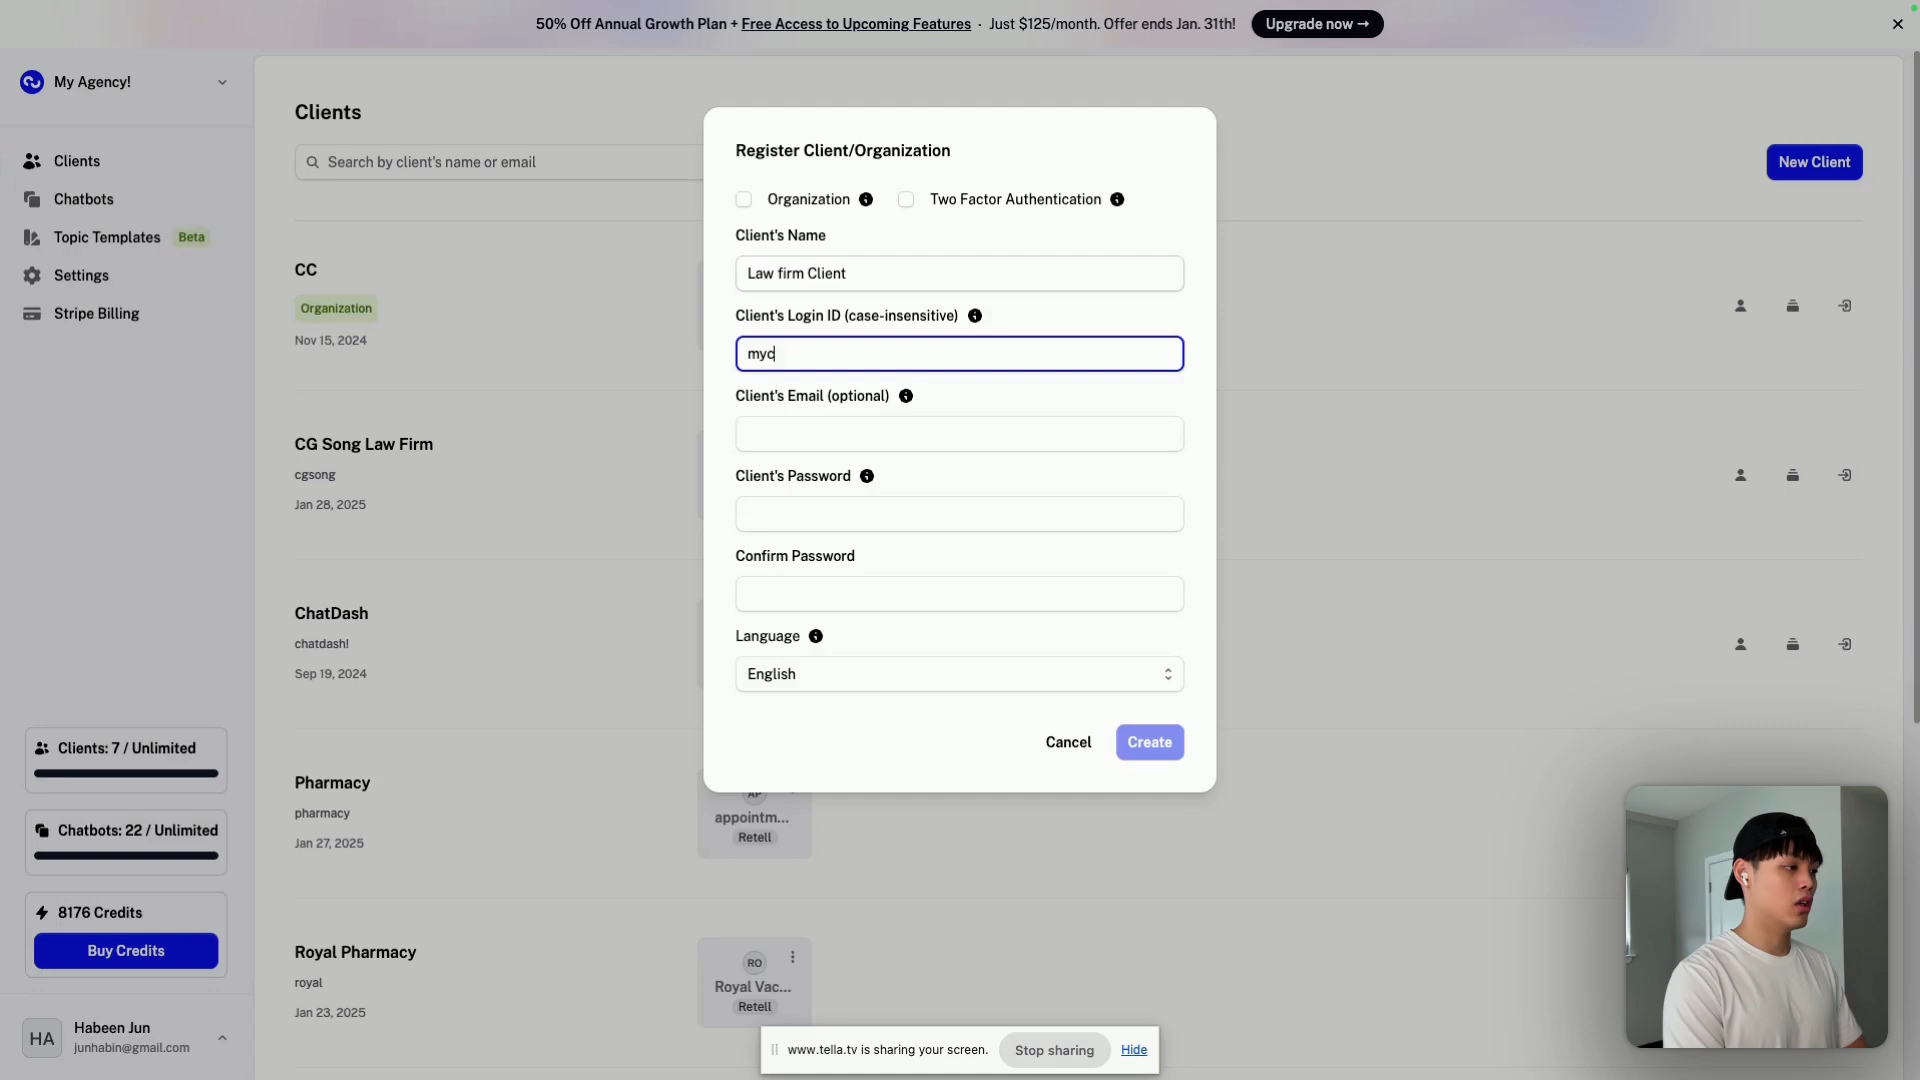 50% Off Annual Growth Plan + Free Access to Upcoming Features · Just $125/month. Offer ends Jan. 31th! Upgrade now →
My Agency!
Clients
Chatbots
Topic Templates Beta
Settings
Stripe Billing
Clients: 7 / Unlimited
Chatbots: 22 / Unlimited
8176 Credits
Buy Credits
HA
Habeen Jun
junhabin@gmail.com
Clients
Search by client's name or email
New Client
CC
Organization
Nov 15, 2024
CG Song Law Firm
cgsong
Jan 28, 2025
ChatDash
chatdash!
Sep 19, 2024
Pharmacy
pharmacy
Jan 27, 2025
AP
appointm...
Retell
Royal Pharmacy
royal
Jan 23, 2025
RO
Royal Vac...
Retell
Register Client/Organization
Organization Two Factor Authentication
Client's Name
Law firm Client
Client's Login ID (case-insensitive)
myc
Client's Email (optional)
Client's Password
Confirm Password
Language
English
Cancel Create
www.tella.tv is sharing your screen. Stop sharing Hide